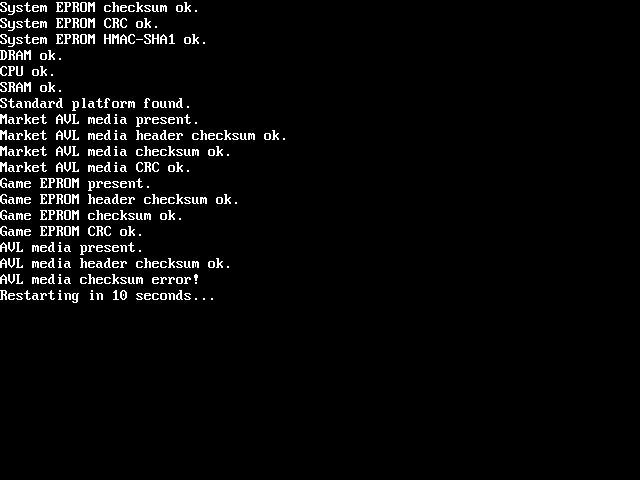 System EPROM checksum ok.
System EPROM CRC ok.
System EPROM HMAC-SHA1 ok.
DRAM ok.
CPU ok.
SRAM ok.
Standard platform found.
Market AVL media present.
Market AVL media header checksum ok.
Market AVL media checksum ok.
Market AVL media CRC ok.
Game EPROM present.
Game EPROM header checksum ok.
Game EPROM checksum ok.
Game EPROM CRC ok.
AVL media present.
AVL media header checksum ok.
AVL media checksum error!
Restarting in 10 seconds...